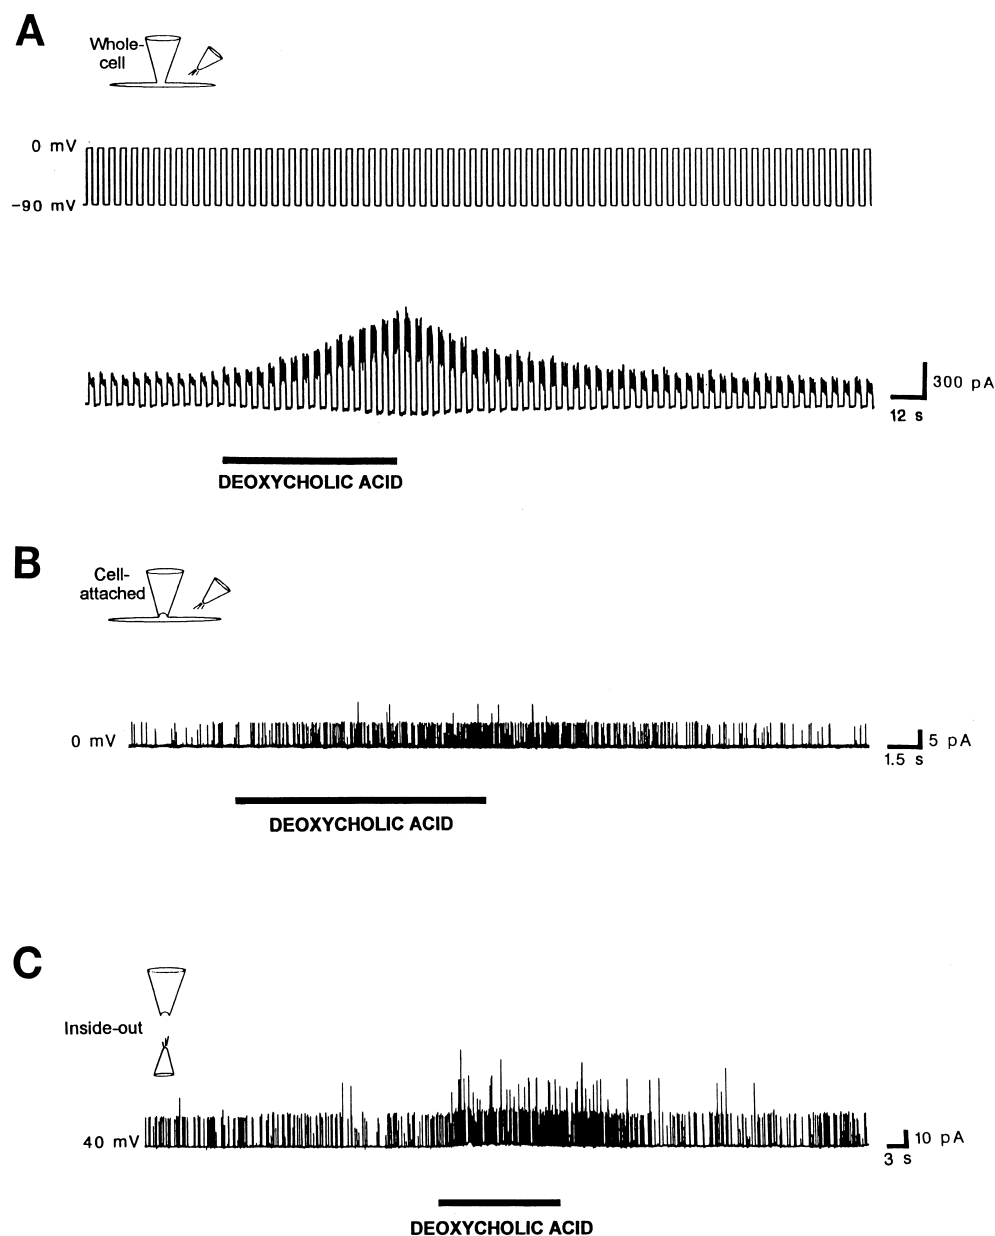 A
Whole-
cell
0 mV
-90 mV
300 pA
12 s
DEOXYCHOLIC ACID
B
Cell-
attached
0 mV
5 pA
1.5 s
DEOXYCHOLIC ACID
C
Inside-out
40 mV
10 pA
3 s
DEOXYCHOLIC ACID